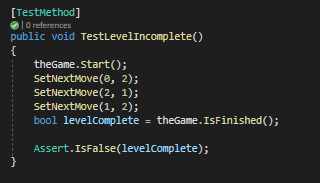 [TestMethod]
| 0 references
public void TestLevelIncomplete()
{
theGame.Start();
SetNextMove(0, 2);
SetNextMove(2, 1);
SetNextMove(1, 2);
bool levelComplete = theGame.IsFinished();
Assert.IsFalse(levelComplete);
}